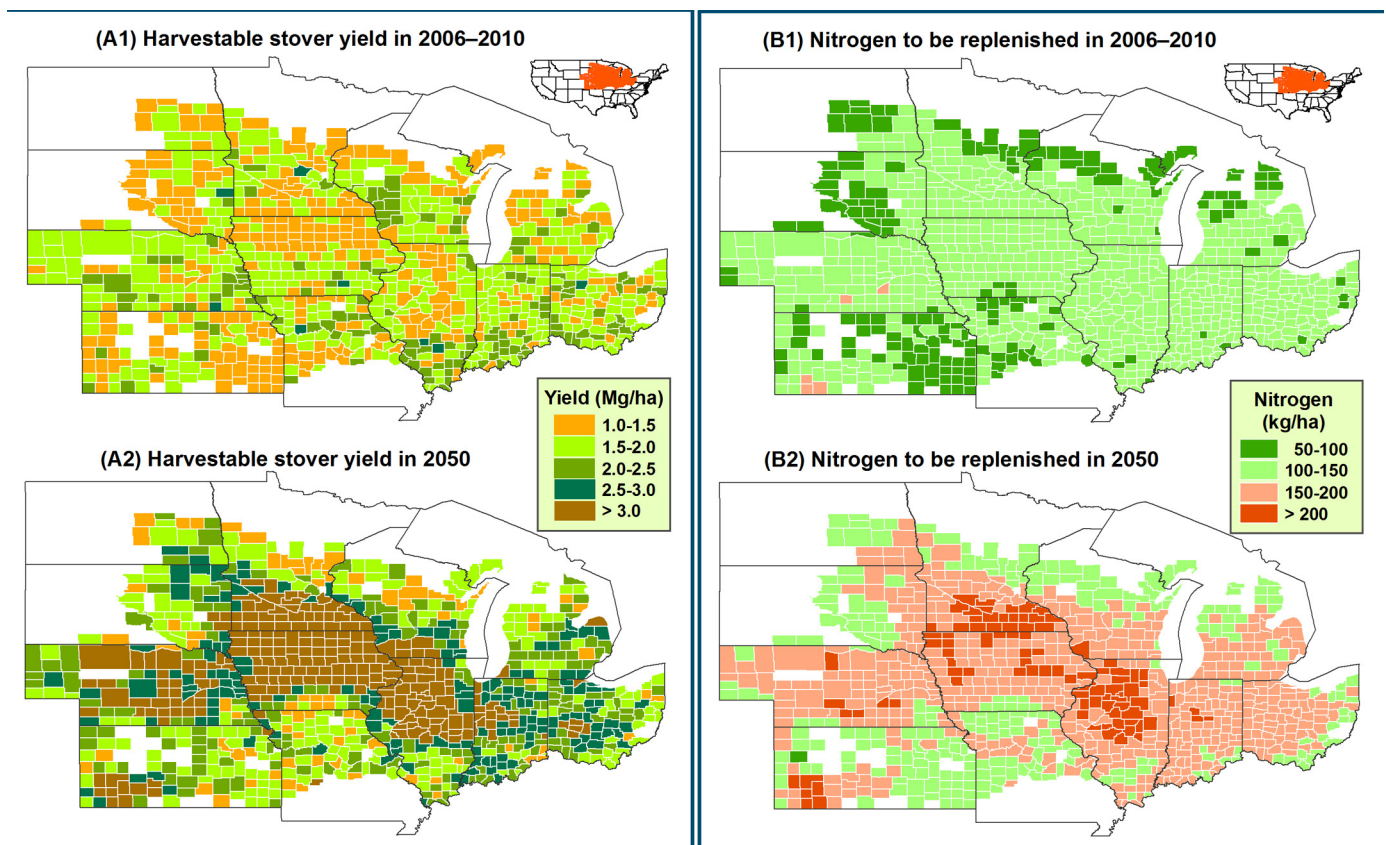 (A1) Harvestable stover yield in 2006–2010
Yield (Mg/ha)
1.0-1.5
1.5-2.0
2.0-2.5
2.5-3.0
> 3.0
(A2) Harvestable stover yield in 2050
(B1) Nitrogen to be replenished in 2006–2010
Nitrogen
(kg/ha)
50-100
100-150
150-200
> 200
(B2) Nitrogen to be replenished in 2050